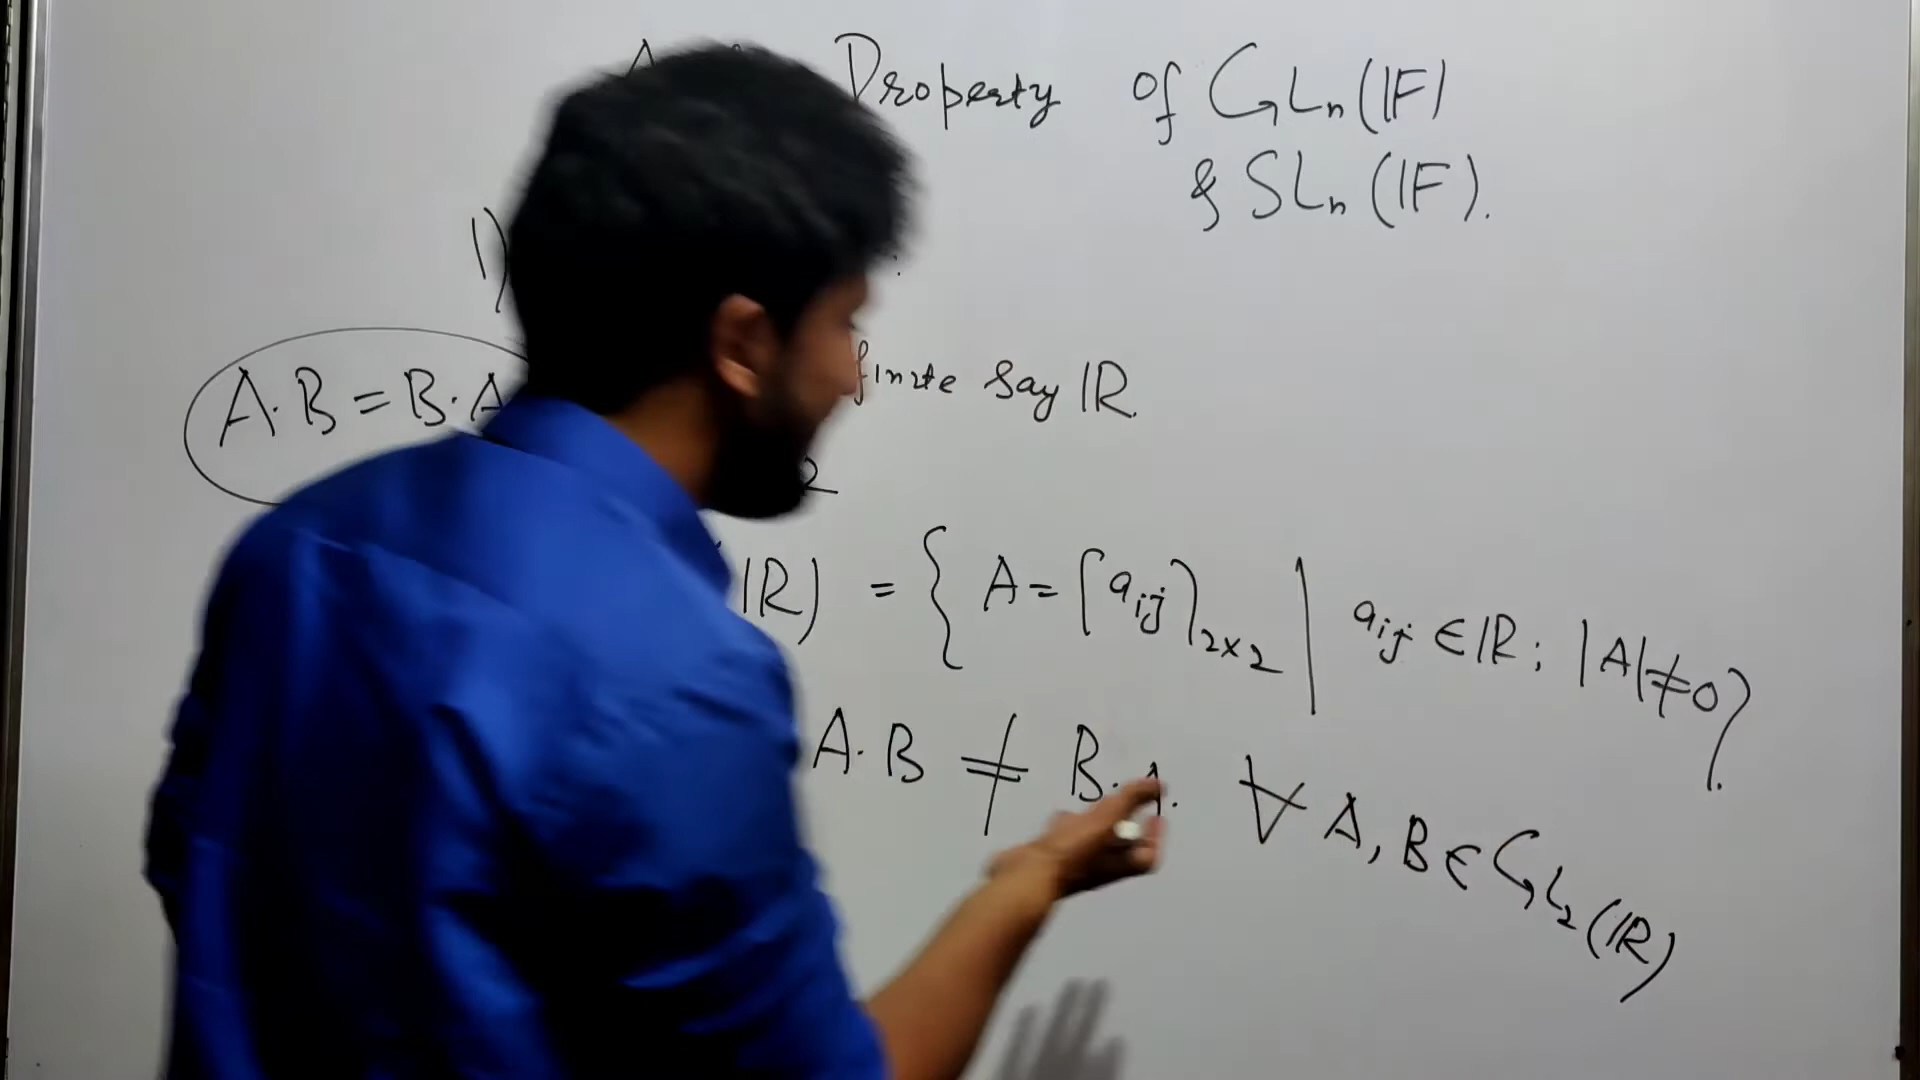 Property of GLn(IF)
& SLn (IF).
1) :
A·B = B·A
finite Say IR.
2
IR) = { A = [aij]2x2 | aij ∈ IR ; |A| ≠ 0 }.
A·B ≠ B·A. ∀ A, B ∈ GL2 (IR)